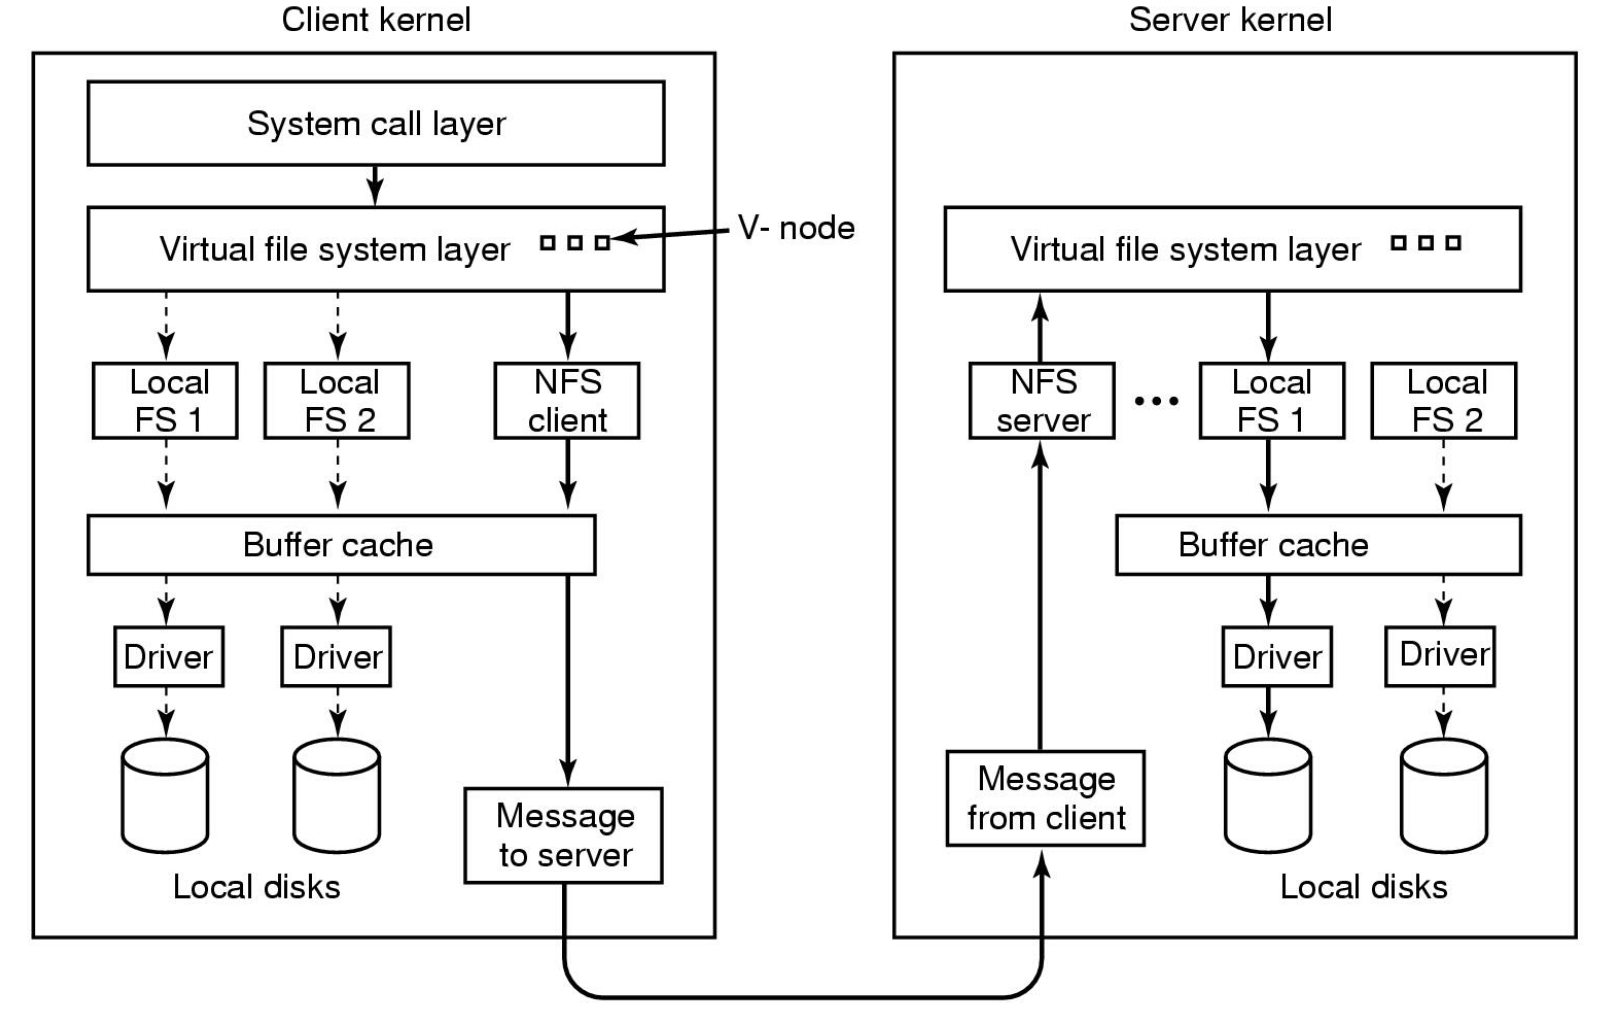 Client kernel
Server kernel
System call layer
Virtual file system layer
V- node
Virtual file system layer
Local
FS 1
Local
FS 2
NFS
client
NFS
server
Local
FS 1
Local
FS 2
Buffer cache
Buffer cache
Driver
Driver
Driver
Driver
Message
to server
Message
from client
Local disks
Local disks